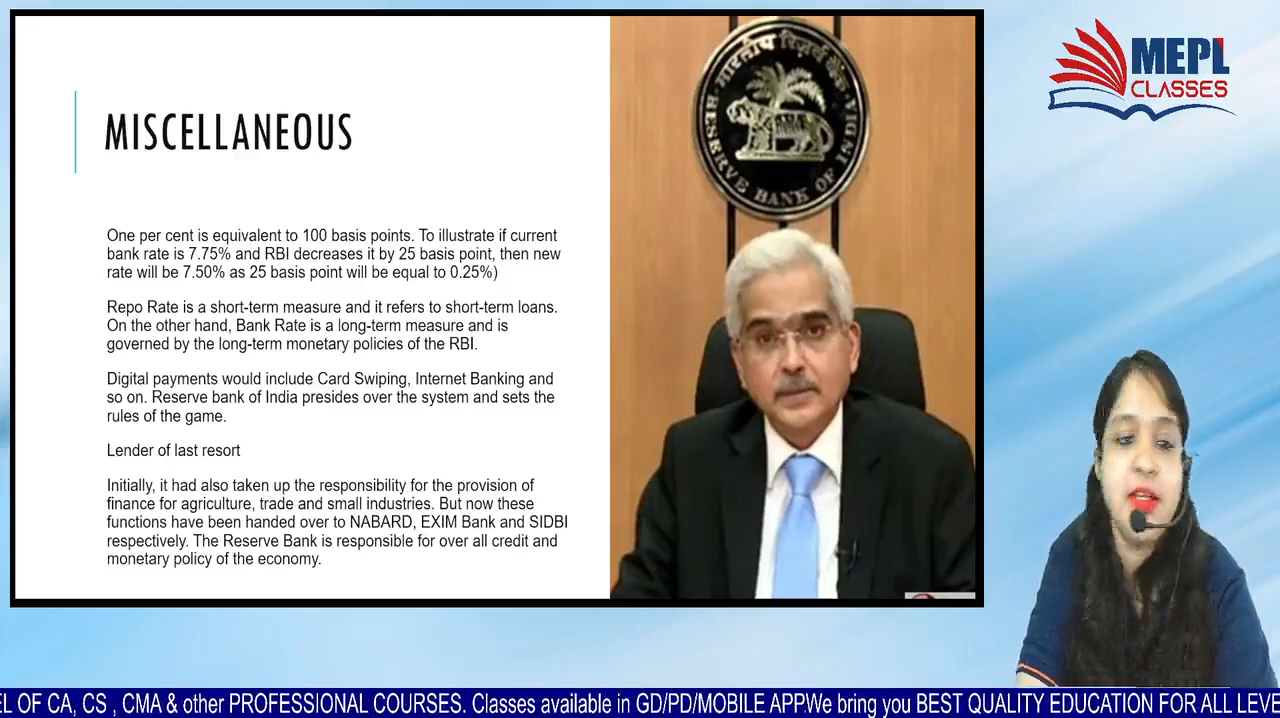 MISCELLANEOUS
One per cent is equivalent to 100 basis points. To illustrate if current
bank rate is 7.75% and RBI decreases it by 25 basis point, then new
rate will be 7.50% as 25 basis point will be equal to 0.25%)
Repo Rate is a short-term measure and it refers to short-term loans.
On the other hand, Bank Rate is a long-term measure and is
governed by the long-term monetary policies of the RBI.
Digital payments would include Card Swiping, Internet Banking and
so on. Reserve bank of India presides over the system and sets the
rules of the game.
Lender of last resort
Initially, it had also taken up the responsibility for the provision of
finance for agriculture, trade and small industries. But now these
functions have been handed over to NABARD, EXIM Bank and SIDBI
respectively. The Reserve Bank is responsible for over all credit and
monetary policy of the economy.
भारतीय रिज़र्व बैंक
RESERVE BANK OF INDIA
MEPL
CLASSES
EL OF CA, CS , CMA & other PROFESSIONAL COURSES. Classes available in GD/PD/MOBILE APP.We bring you BEST QUALITY EDUCATION FOR ALL LEVE